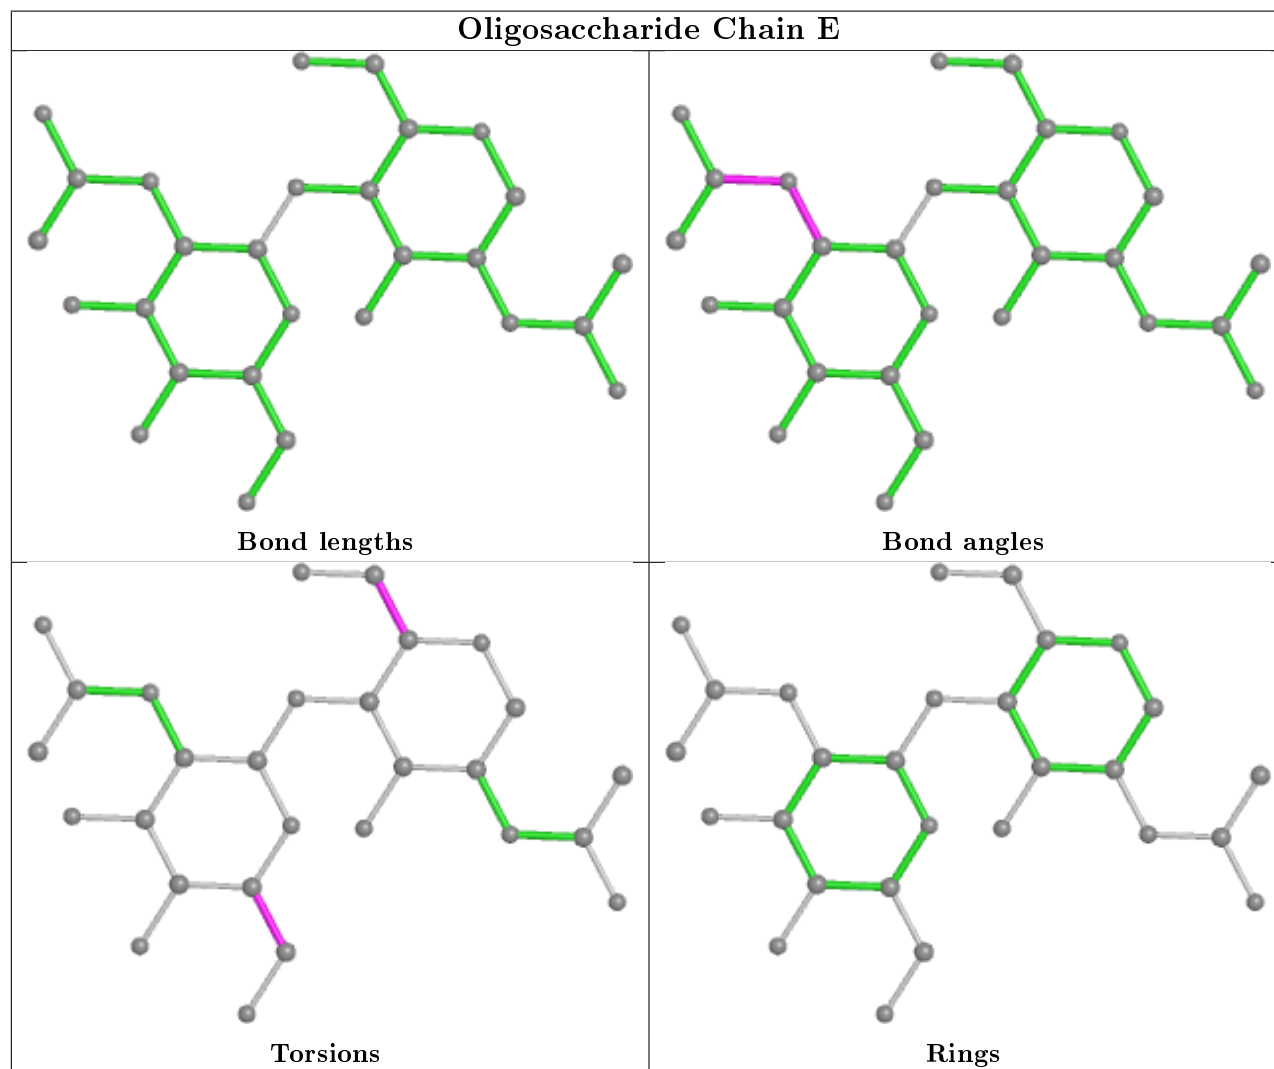 Oligosaccharide Chain E
Bond lengths
Bond angles
Torsions
Rings